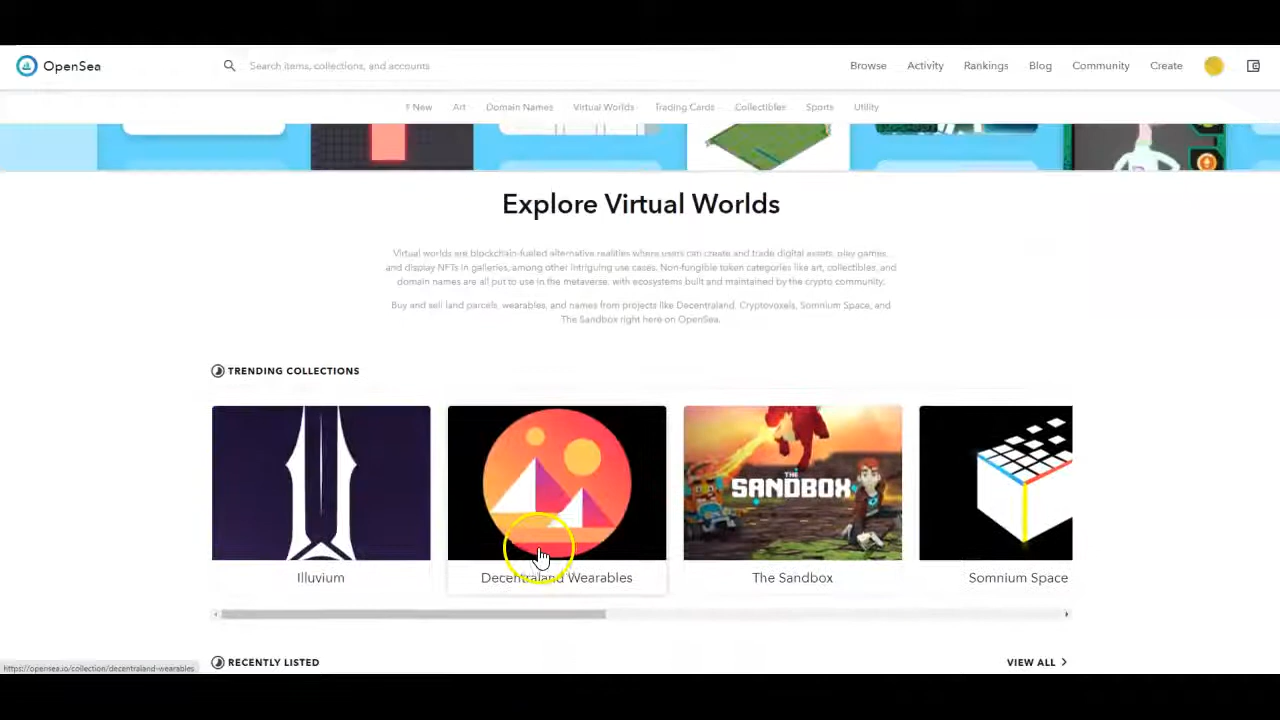 OpenSea
Search items, collections, and accounts
Browse Activity Rankings Blog Community Create
New Art Domain Names Virtual Worlds Trading Cards Collectibles Sports Utility
Explore Virtual Worlds
Virtual worlds are blockchain-fueled alternative realities where users can create and trade digital assets, play games,
and display NFTs in galleries, among other intriguing use cases. Non-fungible token categories like art, collectibles, and
domain names are all put to use in the metaverse, with ecosystems built and maintained by the crypto community.
Buy and sell land parcels, wearables, and names from projects like Decentraland, Cryptovoxels, Somnium Space, and
The Sandbox right here on OpenSea.
TRENDING COLLECTIONS
THE
SANDBOX
Illuvium
Decentraland Wearables
The Sandbox
Somnium Space
RECENTLY LISTED
VIEW ALL
https://opensea.io/collection/decentraland-wearables